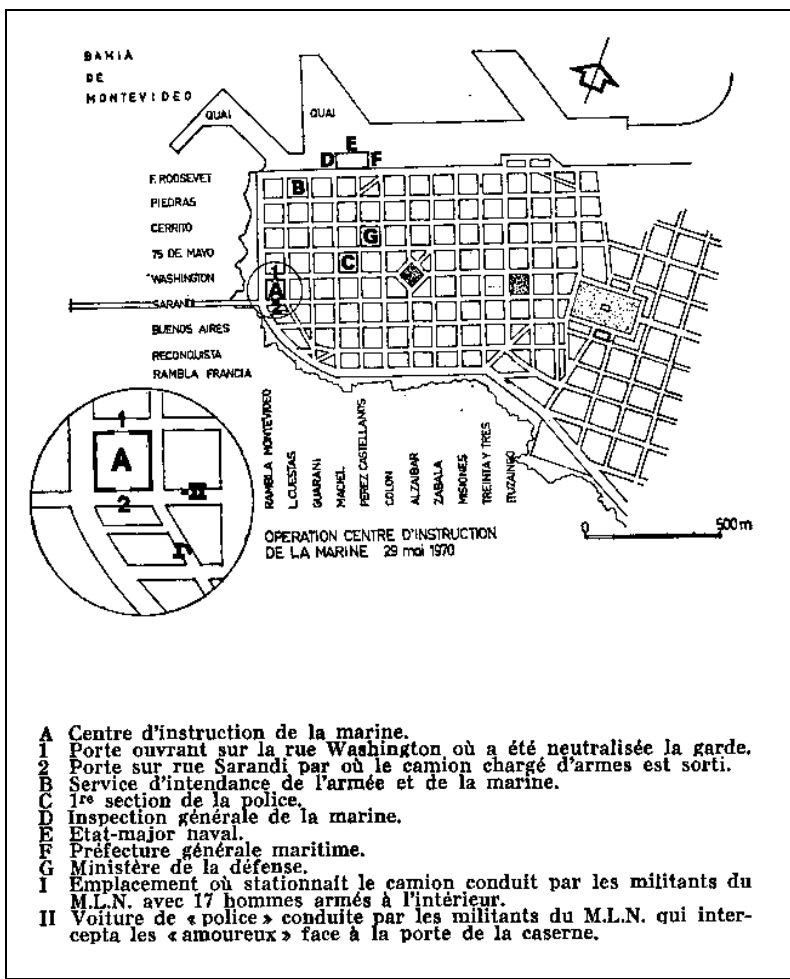 BAHIA
DE
MONTEVIDEO
QUAI
QUAI
E
D F
F. ROOSEVET
B
PIEDRAS
CERRITO
G
75 DE MAYO
C
WASHINGTON
1
A
SARANDI
2
BUENOS AIRES
RECONQUISTA
RAMBLA FRANCIA
1
A
2
II
I
RAMBLA MONTEVIDEO
L.CUESTAS
GUARANI
MACIEL
PEREZ CASTELLANOS
COLON
ALZAIBAR
ZABALA
MISIONES
TREINTA Y TRES
ITUZAINGO
0 500m
OPERATION CENTRE D'INSTRUCTION
DE LA MARINE 29 mai 1970
A Centre d'instruction de la marine.
1 Porte ouvrant sur la rue Washington où a été neutralisée la garde.
2 Porte sur rue Sarandi par où le camion chargé d'armes est sorti.
B Service d'intendance de l'armée et de la marine.
C 1re section de la police.
D Inspection générale de la marine.
E Etat-major naval.
F Préfecture générale maritime.
G Ministère de la défense.
I Emplacement où stationnait le camion conduit par les militants du
M.L.N. avec 17 hommes armés à l'intérieur.
II Voiture de « police » conduite par les militants du M.L.N. qui inter-
cepta les « amoureux » face à la porte de la caserne.